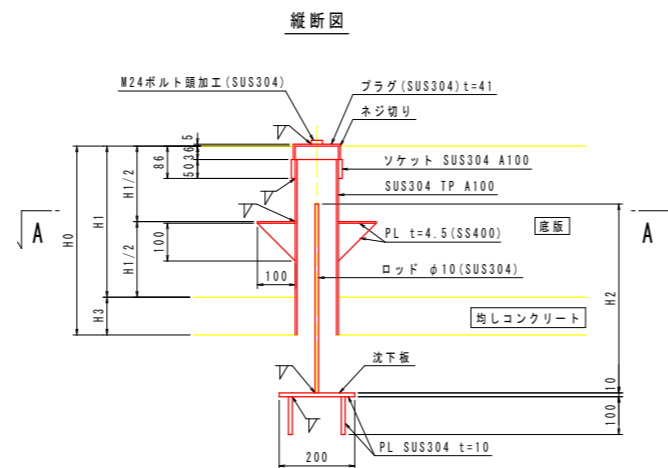 縦断図
M24ボルト頭加工(SUS304)
プラグ(SUS304)t=41
ネジ切り
5
36
50
86
ソケット SUS304 A100
SUS304 TP A100
H1/2
H1
H0
A
A
底版
PL t=4.5(SS400)
100
H1/2
100
ロッド φ10(SUS304)
H2
H3
均しコンクリート
沈下板
10
100
PL SUS304 t=10
200